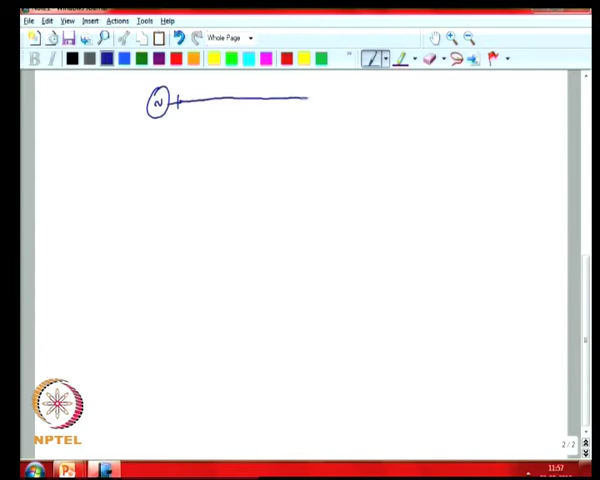 File Edit View Insert Actions Tools Help
Whole Page
B I
N
NPTEL
2 / 2
11:57